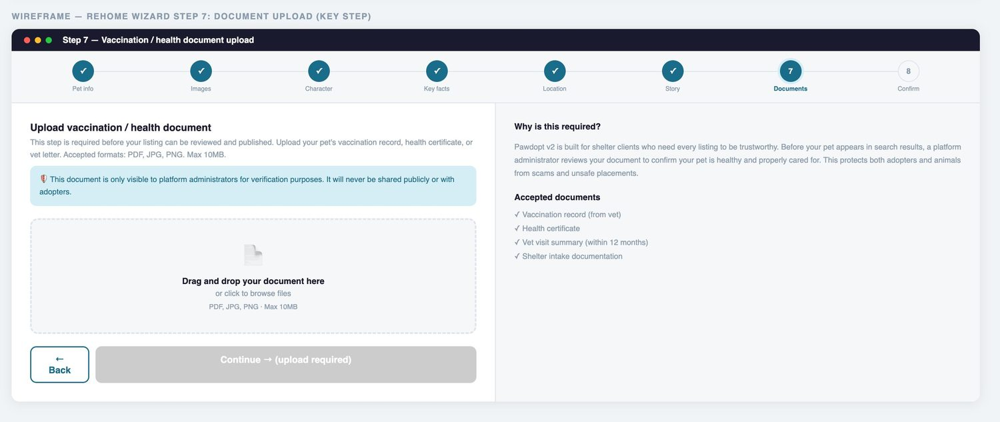 WIREFRAME — REHOME WIZARD STEP 7: DOCUMENT UPLOAD (KEY STEP)
Step 7 — Vaccination / health document upload
✓ ✓ ✓ ✓ ✓ ✓ 7 8
Pet info Images Character Key facts Location Story Documents Confirm
Upload vaccination / health document
This step is required before your listing can be reviewed and published. Upload your pet's vaccination record, health certificate, or
vet letter. Accepted formats: PDF, JPG, PNG. Max 10MB.
This document is only visible to platform administrators for verification purposes. It will never be shared publicly or with
adopters.
Drag and drop your document here
or click to browse files
PDF, JPG, PNG · Max 10MB
←
Back
Continue → (upload required)
Why is this required?
Pawdopt v2 is built for shelter clients who need every listing to be trustworthy. Before your pet appears in search results, a platform
administrator reviews your document to confirm your pet is healthy and properly cared for. This protects both adopters and animals
from scams and unsafe placements.
Accepted documents
✓ Vaccination record (from vet)
✓ Health certificate
✓ Vet visit summary (within 12 months)
✓ Shelter intake documentation